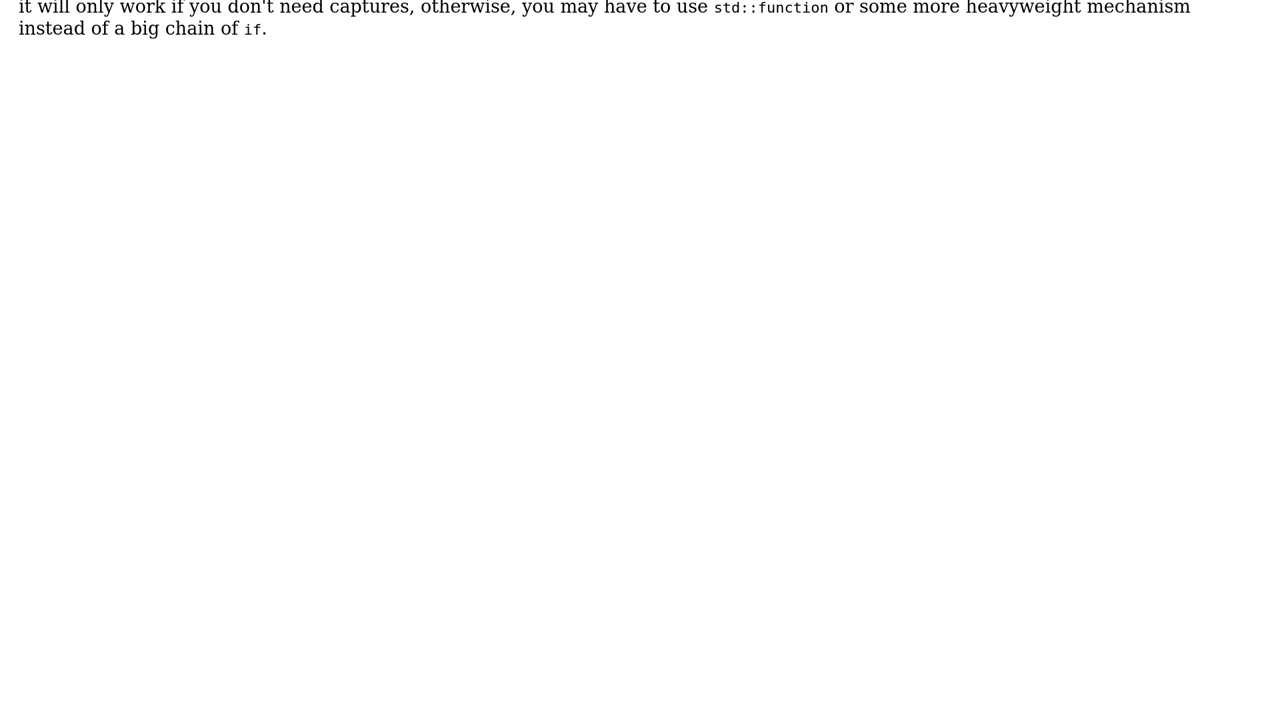 it will only work if you don't need captures, otherwise, you may have to use std::function or some more heavyweight mechanism
instead of a big chain of if.